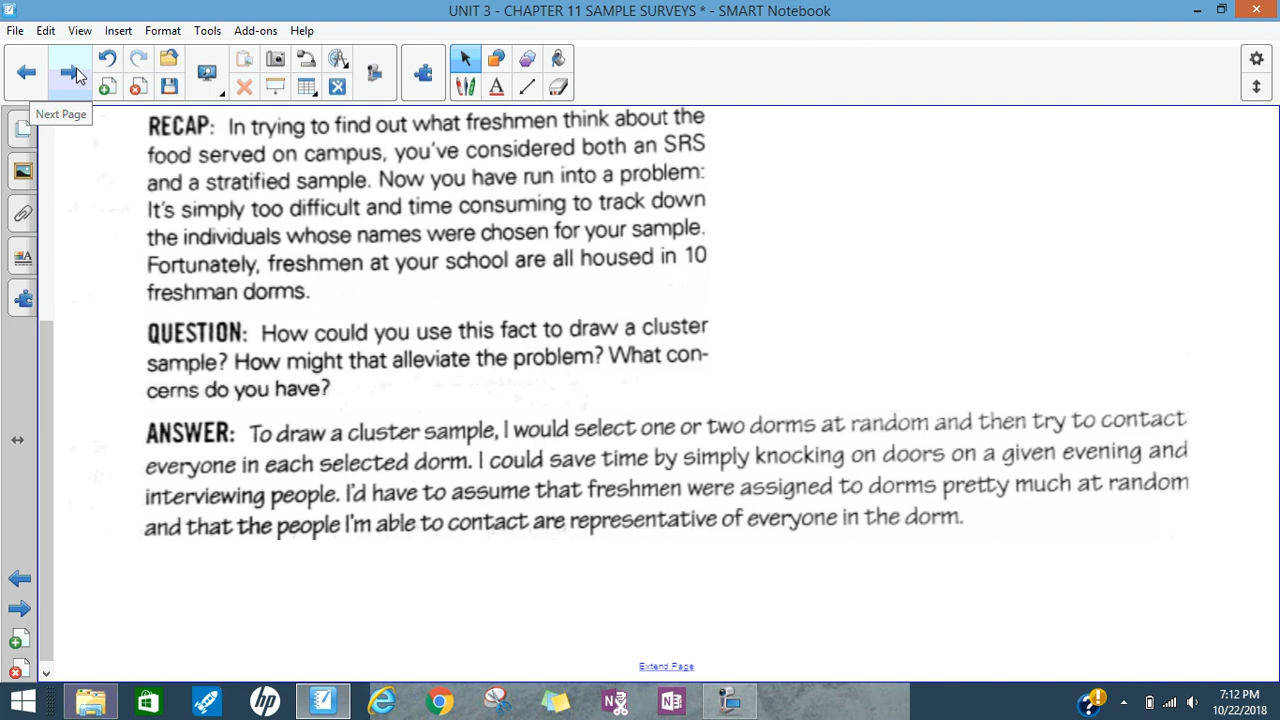 UNIT 3 - CHAPTER 11 SAMPLE SURVEYS * - SMART Notebook
File Edit View Insert Format Tools Add-ons Help
Next Page
RECAP: In trying to find out what freshmen think about the
food served on campus, you've considered both an SRS
and a stratified sample. Now you have run into a problem:
It's simply too difficult and time consuming to track down
the individuals whose names were chosen for your sample.
Fortunately, freshmen at your school are all housed in 10
freshman dorms.
QUESTION: How could you use this fact to draw a cluster
sample? How might that alleviate the problem? What con-
cerns do you have?
ANSWER: To draw a cluster sample, I would select one or two dorms at random and then try to contact
everyone in each selected dorm. I could save time by simply knocking on doors on a given evening and
interviewing people. I'd have to assume that freshmen were assigned to dorms pretty much at random
and that the people I'm able to contact are representative of everyone in the dorm.
Extend Page
7:12 PM
10/22/2018